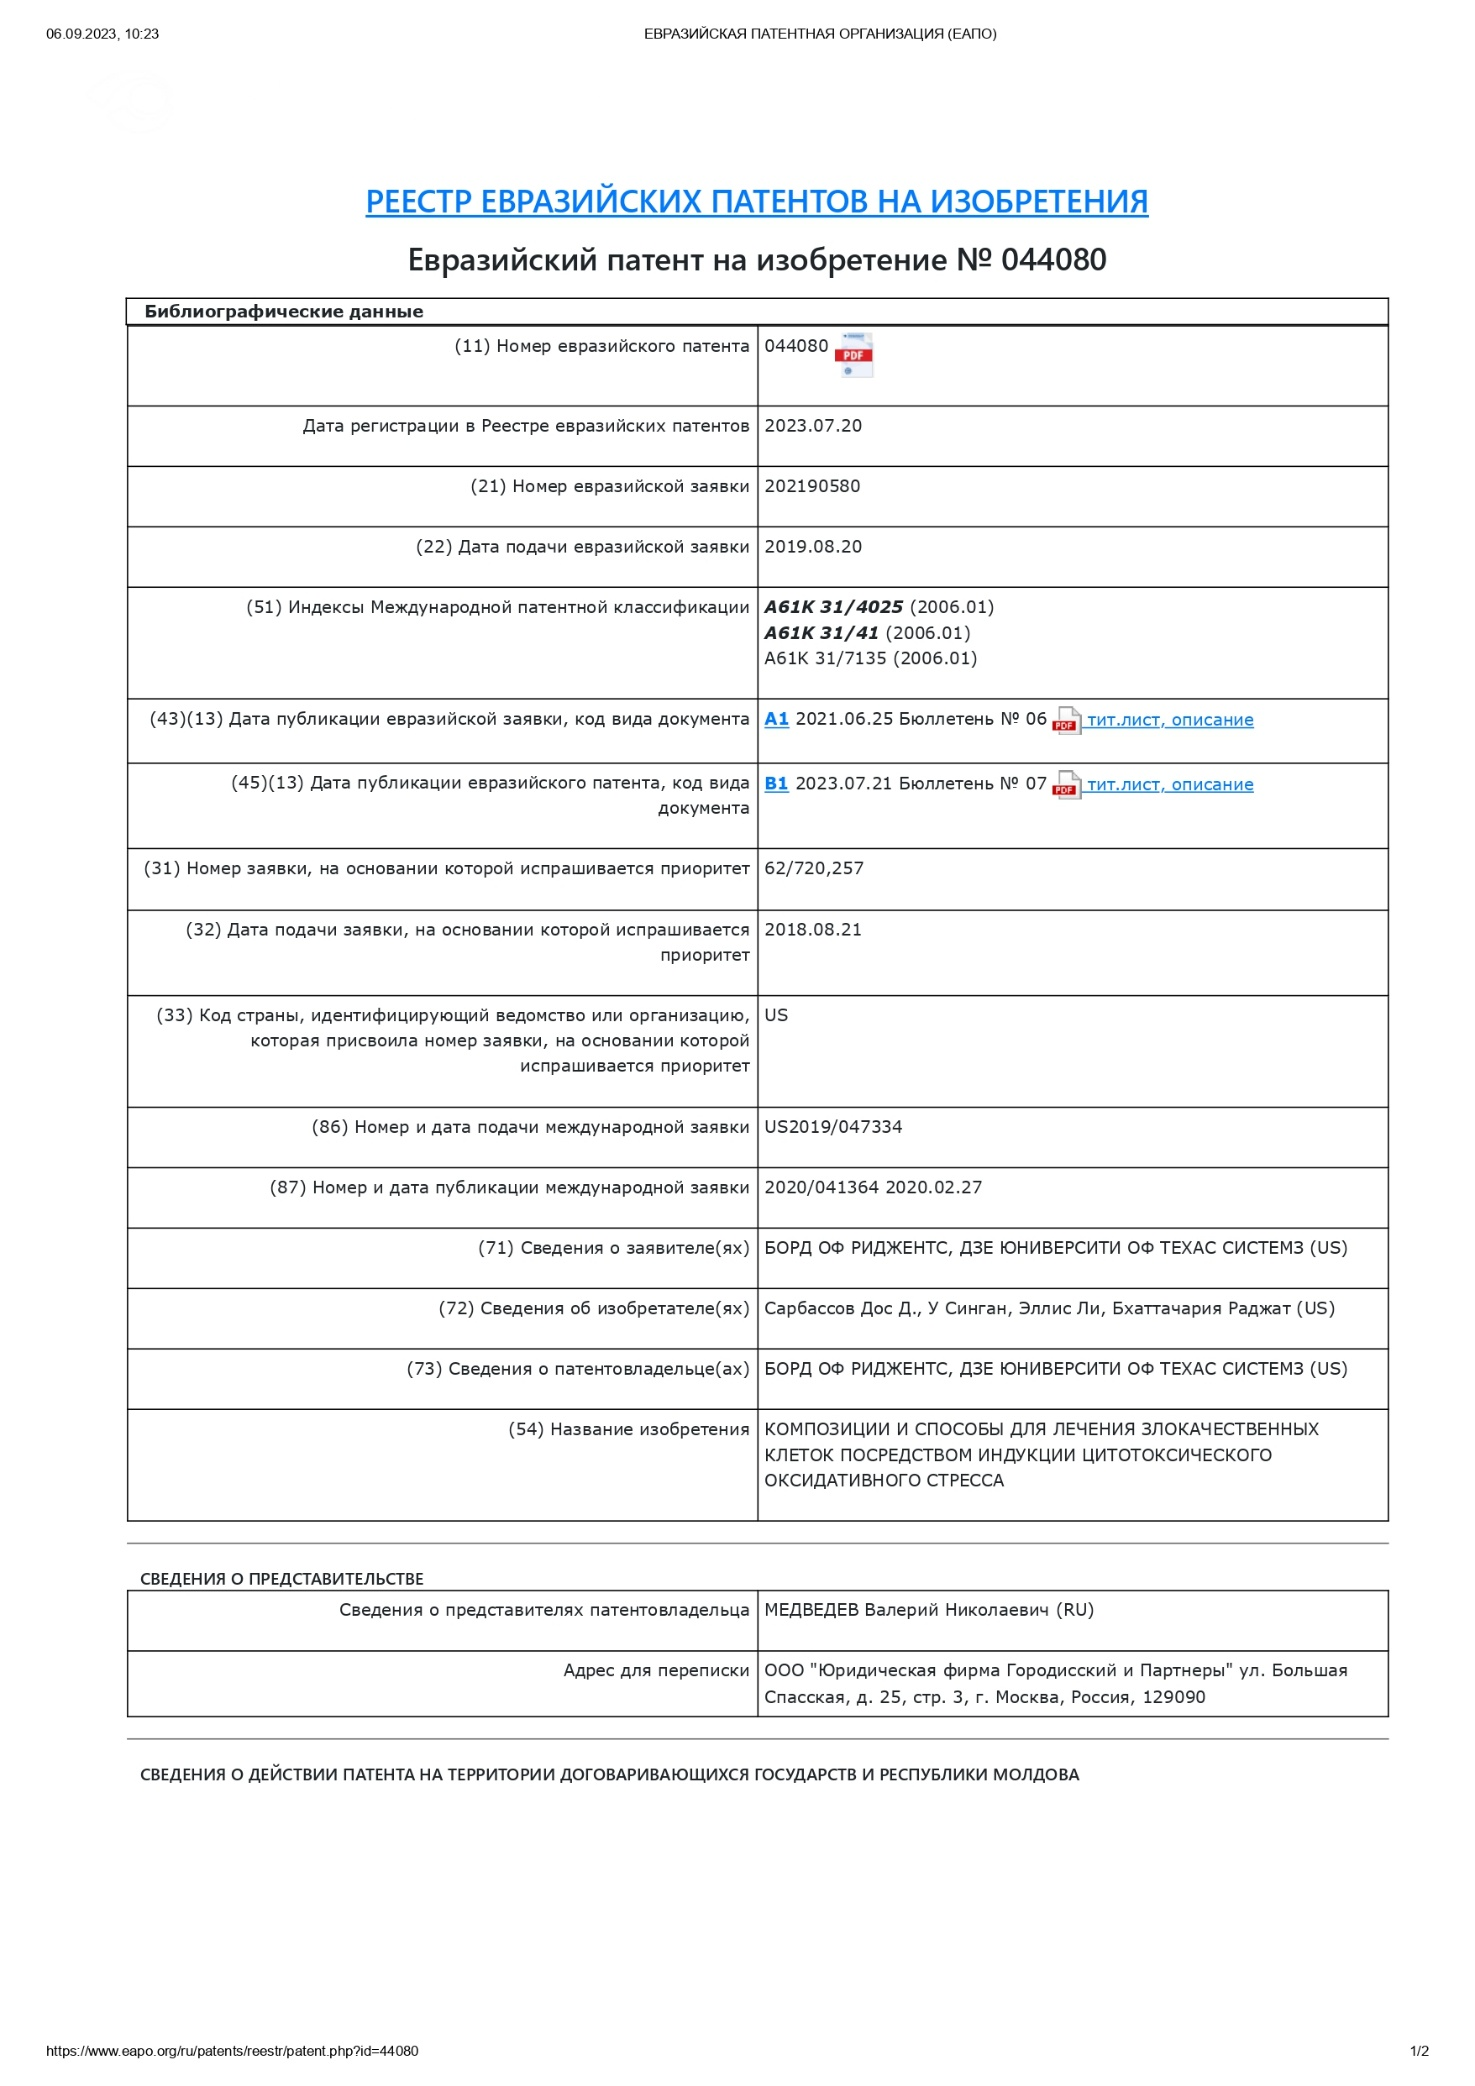 06.09.2023, 10:23
ЕВРАЗИЙСКАЯ ПАТЕНТНАЯ ОРГАНИЗАЦИЯ (ЕАПО)
РЕЕСТР ЕВРАЗИЙСКИХ ПАТЕНТОВ НА ИЗОБРЕТЕНИЯ
Евразийский патент на изобретение № 044080
Библиографические данные
(11) Номер евразийского патента
044080
PDF
Дата регистрации в Реестре евразийских патентов
2023.07.20
(21) Номер евразийской заявки
202190580
(22) Дата подачи евразийской заявки
2019.08.20
(51) Индексы Международной патентной классификации
A61K 31/4025 (2006.01)
A61K 31/41 (2006.01)
A61K 31/7135 (2006.01)
(43)(13) Дата публикации евразийской заявки, код вида документа
A1 2021.06.25 Бюллетень № 06 PDF тит.лист, описание
(45)(13) Дата публикации евразийского патента, код вида
документа
B1 2023.07.21 Бюллетень № 07 PDF тит.лист, описание
(31) Номер заявки, на основании которой испрашивается приоритет
62/720,257
(32) Дата подачи заявки, на основании которой испрашивается
приоритет
2018.08.21
(33) Код страны, идентифицирующий ведомство или организацию,
которая присвоила номер заявки, на основании которой
испрашивается приоритет
US
(86) Номер и дата подачи международной заявки
US2019/047334
(87) Номер и дата публикации международной заявки
2020/041364 2020.02.27
(71) Сведения о заявителе(ях)
БОРД ОФ РИДЖЕНТС, ДЗЕ ЮНИВЕРСИТИ ОФ ТЕХАС СИСТЕМЗ (US)
(72) Сведения об изобретателе(ях)
Сарбассов Дос Д., У Синган, Эллис Ли, Бхаттачария Раджат (US)
(73) Сведения о патентовладельце(ах)
БОРД ОФ РИДЖЕНТС, ДЗЕ ЮНИВЕРСИТИ ОФ ТЕХАС СИСТЕМЗ (US)
(54) Название изобретения
КОМПОЗИЦИИ И СПОСОБЫ ДЛЯ ЛЕЧЕНИЯ ЗЛОКАЧЕСТВЕННЫХ
КЛЕТОК ПОСРЕДСТВОМ ИНДУКЦИИ ЦИТОТОКСИЧЕСКОГО
ОКСИДАТИВНОГО СТРЕССА
СВЕДЕНИЯ О ПРЕДСТАВИТЕЛЬСТВЕ
Сведения о представителях патентовладельца
МЕДВЕДЕВ Валерий Николаевич (RU)
Адрес для переписки
ООО "Юридическая фирма Городисский и Партнеры" ул. Большая
Спасская, д. 25, стр. 3, г. Москва, Россия, 129090
СВЕДЕНИЯ О ДЕЙСТВИИ ПАТЕНТА НА ТЕРРИТОРИИ ДОГОВАРИВАЮЩИХСЯ ГОСУДАРСТВ И РЕСПУБЛИКИ МОЛДОВА
https://www.eapo.org/ru/patents/reestr/patent.php?id=44080
1/2